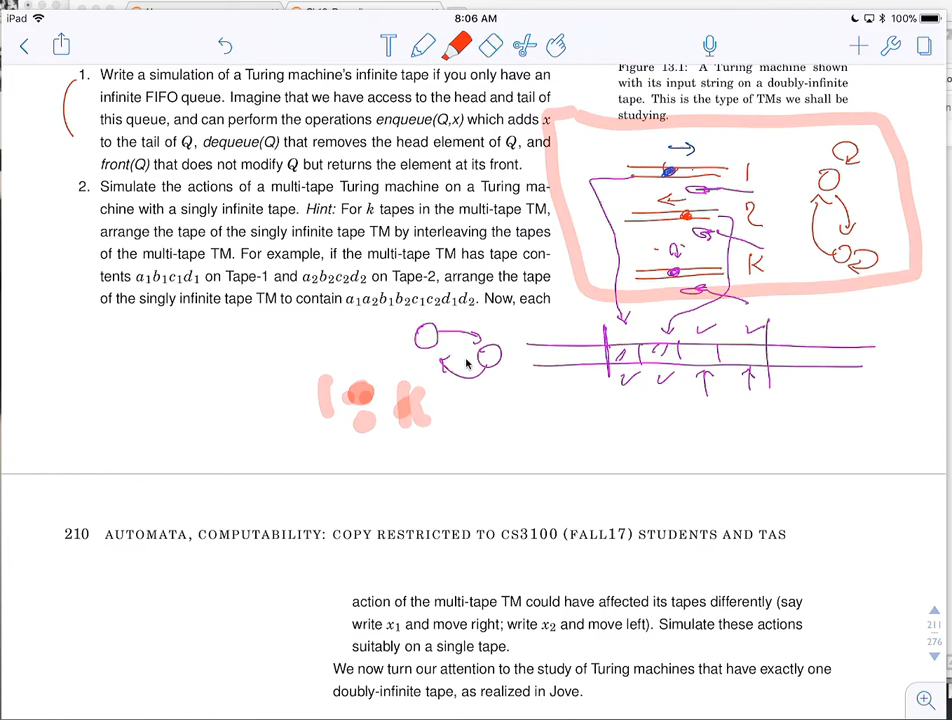 iPad
8:06 AM
100%
1. Write a simulation of a Turing machine's infinite tape if you only have an
infinite FIFO queue. Imagine that we have access to the head and tail of
this queue, and can perform the operations enqueue(Q,x) which adds x
to the tail of Q, dequeue(Q) that removes the head element of Q, and
front(Q) that does not modify Q but returns the element at its front.
2. Simulate the actions of a multi-tape Turing machine on a Turing ma-
chine with a singly infinite tape. Hint: For k tapes in the multi-tape TM,
arrange the tape of the singly infinite tape TM by interleaving the tapes
of the multi-tape TM. For example, if the multi-tape TM has tape con-
tents a₁b₁c₁d₁ on Tape-1 and a₂b₂c₂d₂ on Tape-2, arrange the tape
of the singly infinite tape TM to contain a₁a₂b₁b₂c₁c₂d₁d₂. Now, each
Figure 13.1: A Turing machine shown
with its input string on a doubly-infinite
tape. This is the type of TMs we shall be
studying.
1
2
K
1 : k
210 AUTOMATA, COMPUTABILITY: COPY RESTRICTED TO CS3100 (FALL17) STUDENTS AND TAS
action of the multi-tape TM could have affected its tapes differently (say
write x₁ and move right; write x₂ and move left). Simulate these actions
suitably on a single tape.
We now turn our attention to the study of Turing machines that have exactly one
doubly-infinite tape, as realized in Jove.
211
276